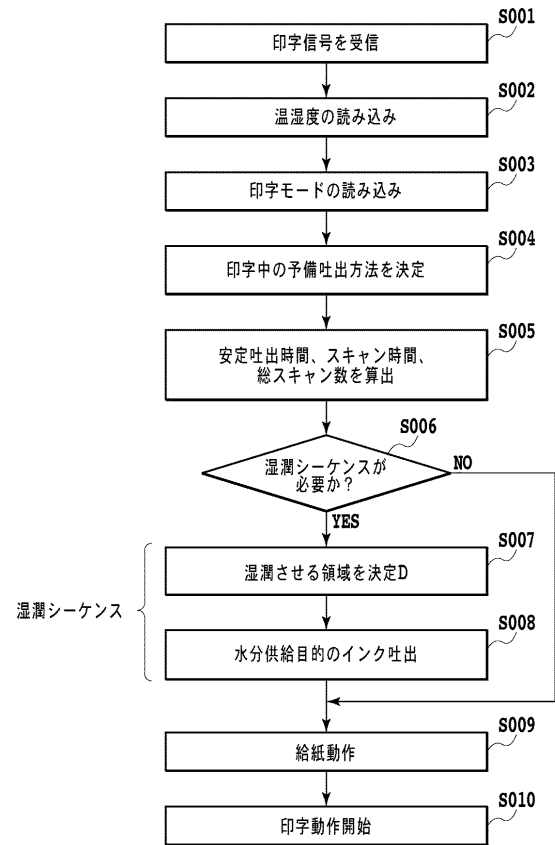 S001
印字信号を受信
S002
温湿度の読み込み
S003
印字モードの読み込み
S004
印字中の予備吐出方法を決定
S005
安定吐出時間、スキャン時間、
総スキャン数を算出
S006
湿潤シーケンスが
必要か?
NO
YES
S007
湿潤させる領域を決定D
湿潤シーケンス
S008
水分供給目的のインク吐出
S009
給紙動作
S010
印字動作開始